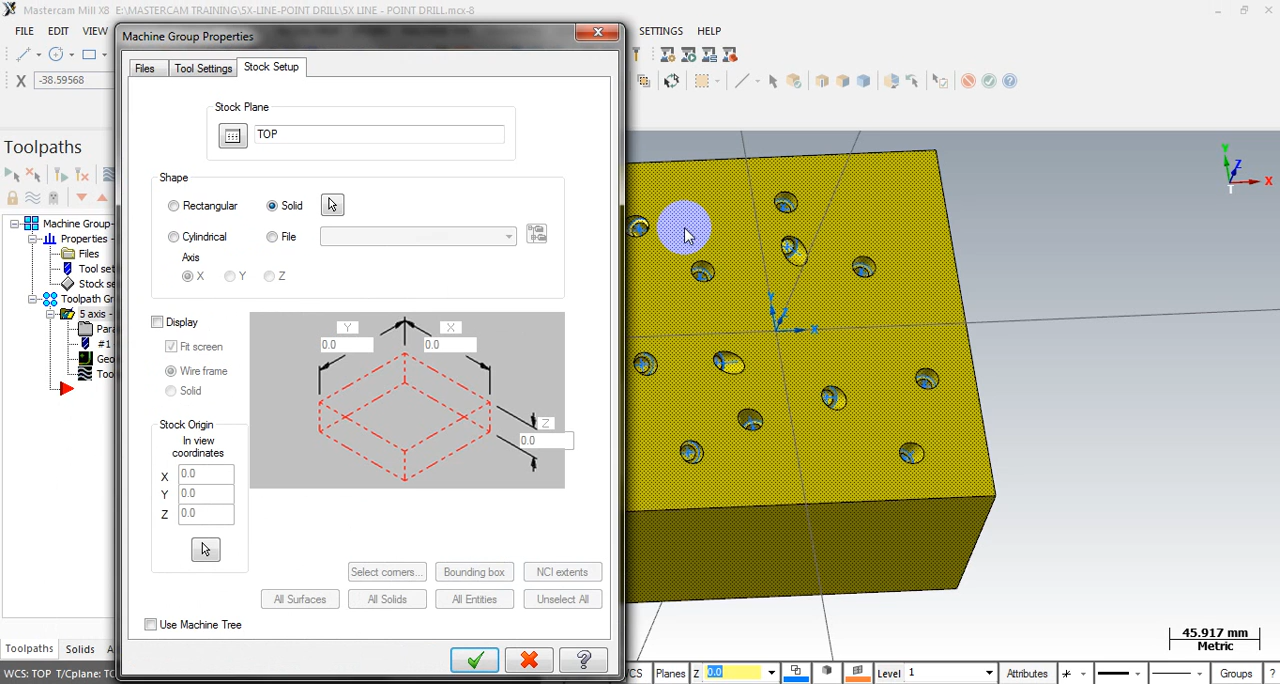 Mastercam Mill X8 E:\MASTERCAM TRAINING\5X-LINE-POINT DRILL\5X LINE - POINT DRILL.mcx-8
FILE EDIT VIEW SETTINGS HELP
Machine Group Properties
Files Tool Settings Stock Setup
X -38.59568
Stock Plane
TOP
Toolpaths
Shape
Rectangular Solid
Cylindrical File
Axis
X Y Z
Machine Group-
Properties
Files
Tool set
Stock se
Toolpath Gr
5 axis -
Para
#1
Geo
Too
Display
Fit screen
Wire frame
Solid
Y X
0.0 0.0
Z
0.0
Stock Origin
In view
coordinates
X 0.0
Y 0.0
Z 0.0
Select corners... Bounding box NCI extents
All Surfaces All Solids All Entities Unselect All
Use Machine Tree
Y
Z
X
T
Y
X
45.917 mm
Metric
Toolpaths Solids A
WCS: TOP T/Cplane: TO CS Planes Z 0.0 Level 1 Attributes Groups ?